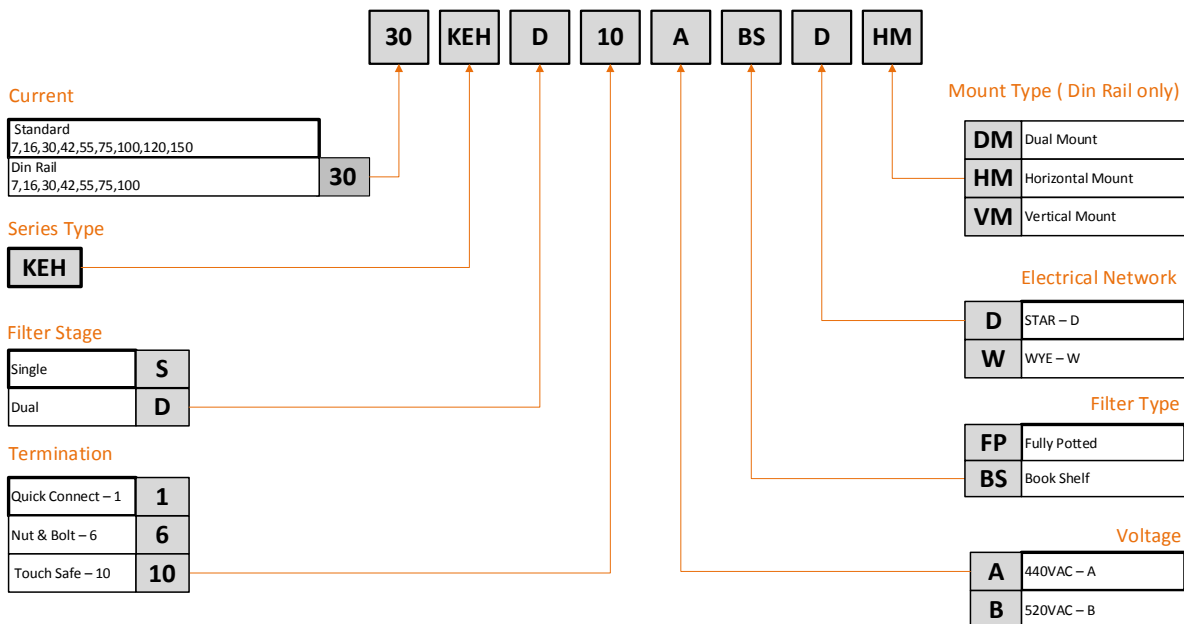 30 KEH D 10 A BS D HM
Current
Standard
7,16,30,42,55,75,100,120,150
Din Rail
7,16,30,42,55,75,100
30
Series Type
KEH
Filter Stage
Single S
Dual D
Termination
Quick Connect – 1 1
Nut & Bolt – 6 6
Touch Safe – 10 10
Mount Type ( Din Rail only)
DM Dual Mount
HM Horizontal Mount
VM Vertical Mount
Electrical Network
D STAR – D
W WYE – W
Filter Type
FP Fully Potted
BS Book Shelf
Voltage
A 440VAC – A
B 520VAC – B